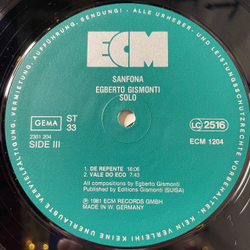 ECM
SANFONA
EGBERTO GISMONTI
SOLO
ST
33
GEMA
2301 204
SIDE III
LC 2516
ECM 1204
1. DE REPENTE 16:06
2. VALE DO ECO 7:43
All compositions by Egberto Gismonti
Published by Editions Gismonti (SUISA)
℗ 1981 ECM RECORDS GMBH
MADE IN W. GERMANY
VERMIETUNG, AUFFÜHRUNG, SENDUNG! - ALLE URHEBER- UND LEISTUNGSSCHUTZRECHTE VORBEHALTEN. KEIN VERLEIH! KEINE UNERLAUBTE VERVIELFÄLTIGUNG,